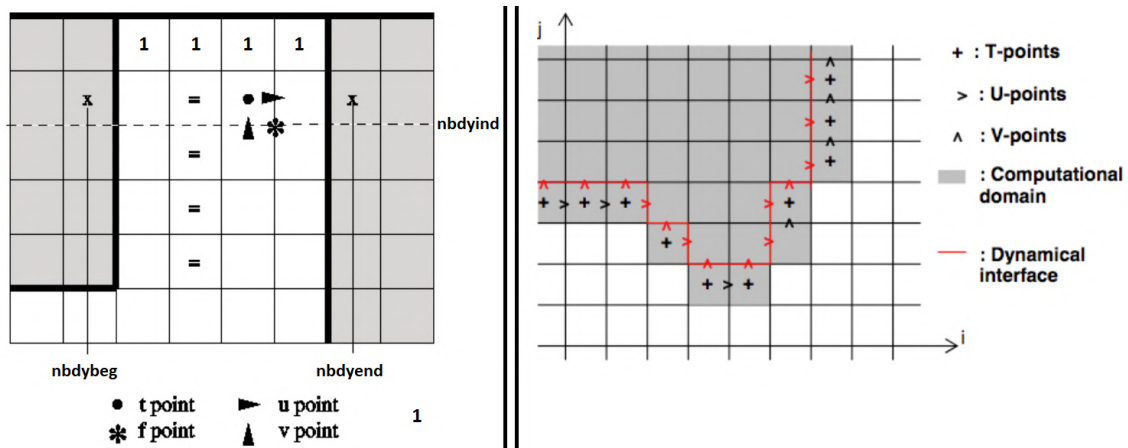 1 1 1 1
x = x
nbdyind
=
=
=
nbdybeg nbdyend
t point u point
f point v point
1
j
i
+ : T-points
> : U-points
^ : V-points
: Computational
domain
: Dynamical
interface